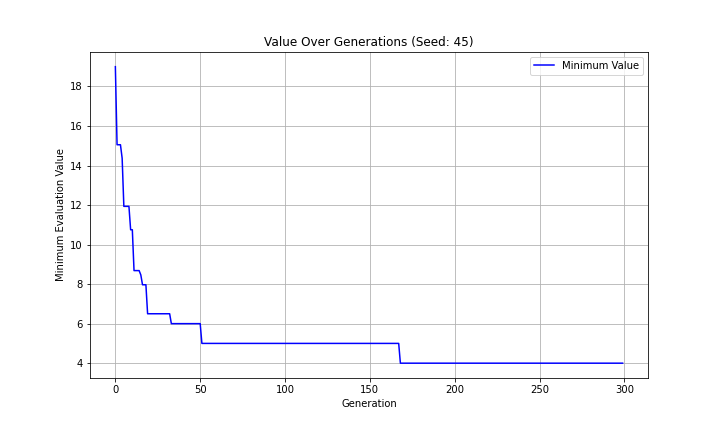 Value Over Generations (Seed: 45)
Minimum Value
Minimum Evaluation Value
18
16
14
12
10
8
6
4
0 50 100 150 200 250 300
Generation